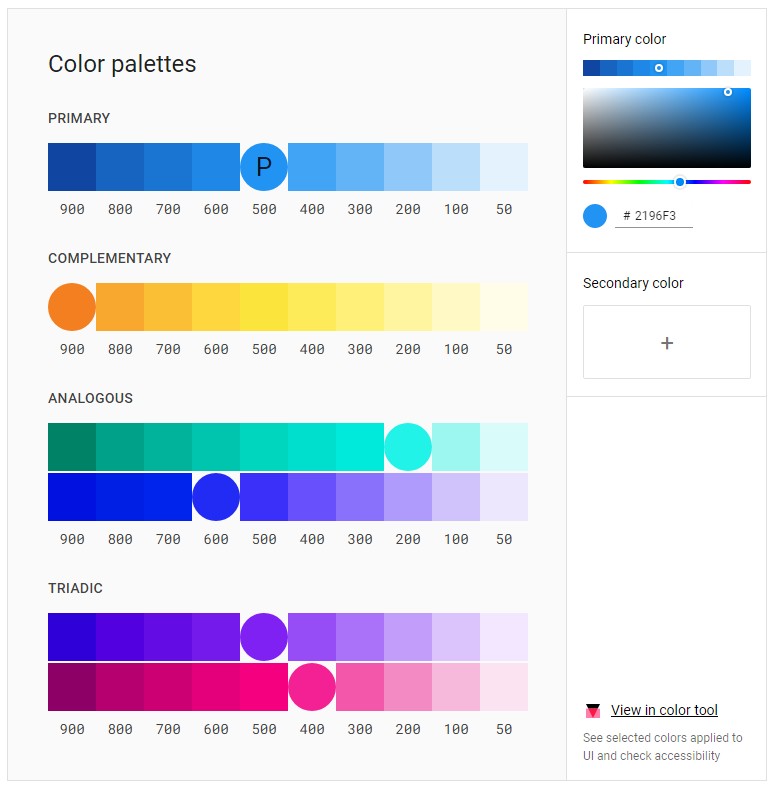 Color palettes
PRIMARY
P
900 800 700 600 500 400 300 200 100 50
COMPLEMENTARY
900 800 700 600 500 400 300 200 100 50
ANALOGOUS
900 800 700 600 500 400 300 200 100 50
TRIADIC
900 800 700 600 500 400 300 200 100 50
Primary color
# 2196F3
Secondary color
+
View in color tool
See selected colors applied to
UI and check accessibility